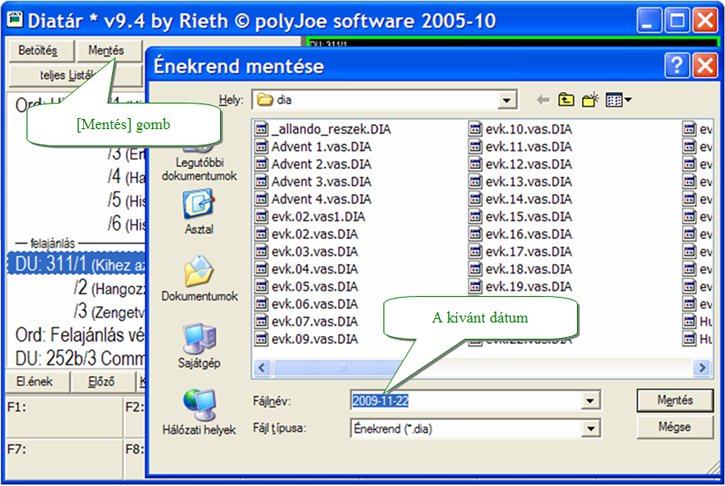 Diatár * v9.4 by Rieth © polyJoe software 2005-10
Betöltés
Mentés
DU: 311/1
teljes Listák
Énekrend mentése
Hely:
dia
[Mentés] gomb
/3 (Ért
/4 (Ha
/5 (His
/6 (His
felajánlás
DU: 311/1 (Kihez az
/2 (Hangozz
/3 (Zengetv
Ord: Felajánlás vé
DU: 252b/3 Comm
El.ének
Előző
F1:
F2:
F7:
F8:
Legutóbbi
dokumentumok
Asztal
Dokumentumok
Sajátgép
Hálózati helyek
_allando_reszek.DIA
Advent 1.vas.DIA
Advent 2.vas.DIA
Advent 3.vas.DIA
Advent 4.vas.DIA
evk.02.vas1.DIA
evk.02.vas.DIA
evk.03.vas.DIA
evk.04.vas.DIA
evk.05.vas.DIA
evk.06.vas.DIA
evk.07.vas.DIA
evk.09.vas.DIA
evk.10.vas.DIA
evk.11.vas.DIA
evk.12.vas.DIA
evk.13.vas.DIA
evk.14.vas.DIA
evk.15.vas.DIA
evk.16.vas.DIA
evk.17.vas.DIA
evk.18.vas.DIA
evk.19.vas.DIA
A kívánt dátum
Fájlnév:
2009-11-22
Mentés
Fájl típusa:
Énekrend (*.dia)
Mégse